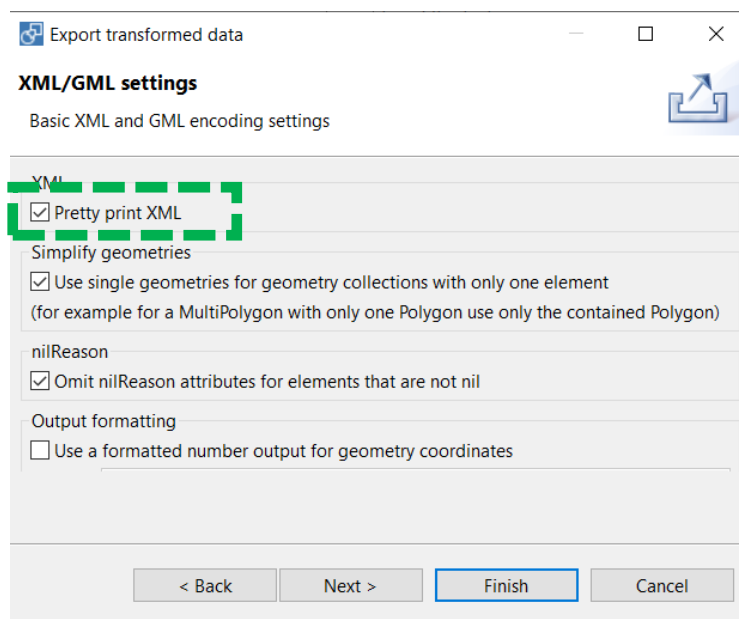 Export transformed data
XML/GML settings
Basic XML and GML encoding settings
XML
Pretty print XML
Simplify geometries
Use single geometries for geometry collections with only one element
(for example for a MultiPolygon with only one Polygon use only the contained Polygon)
nilReason
Omit nilReason attributes for elements that are not nil
Output formatting
Use a formatted number output for geometry coordinates
< Back Next > Finish Cancel